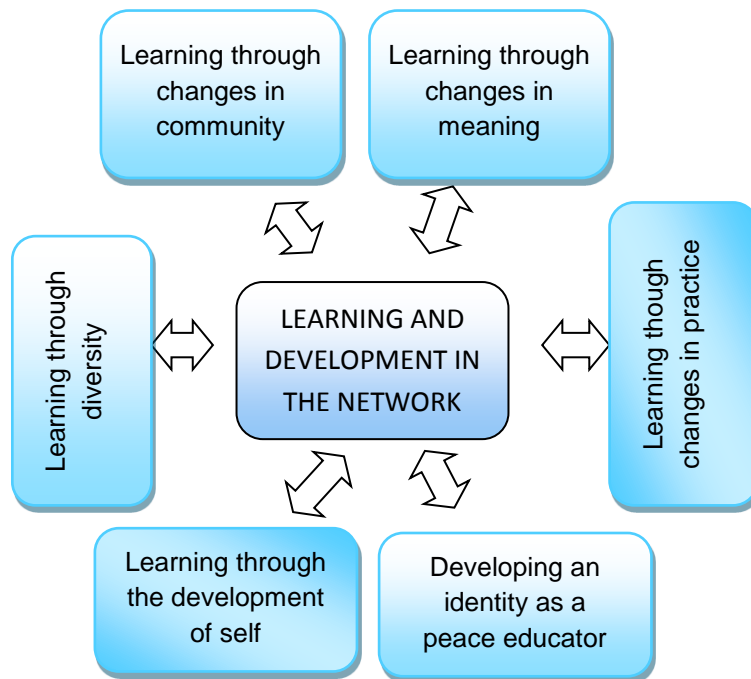 Learning through
changes in
community
Learning through
changes in
meaning
Learning through
diversity
LEARNING AND
DEVELOPMENT IN
THE NETWORK
Learning though
changes in practice
Learning through
the development
of self
Developing an
identity as a
peace educator